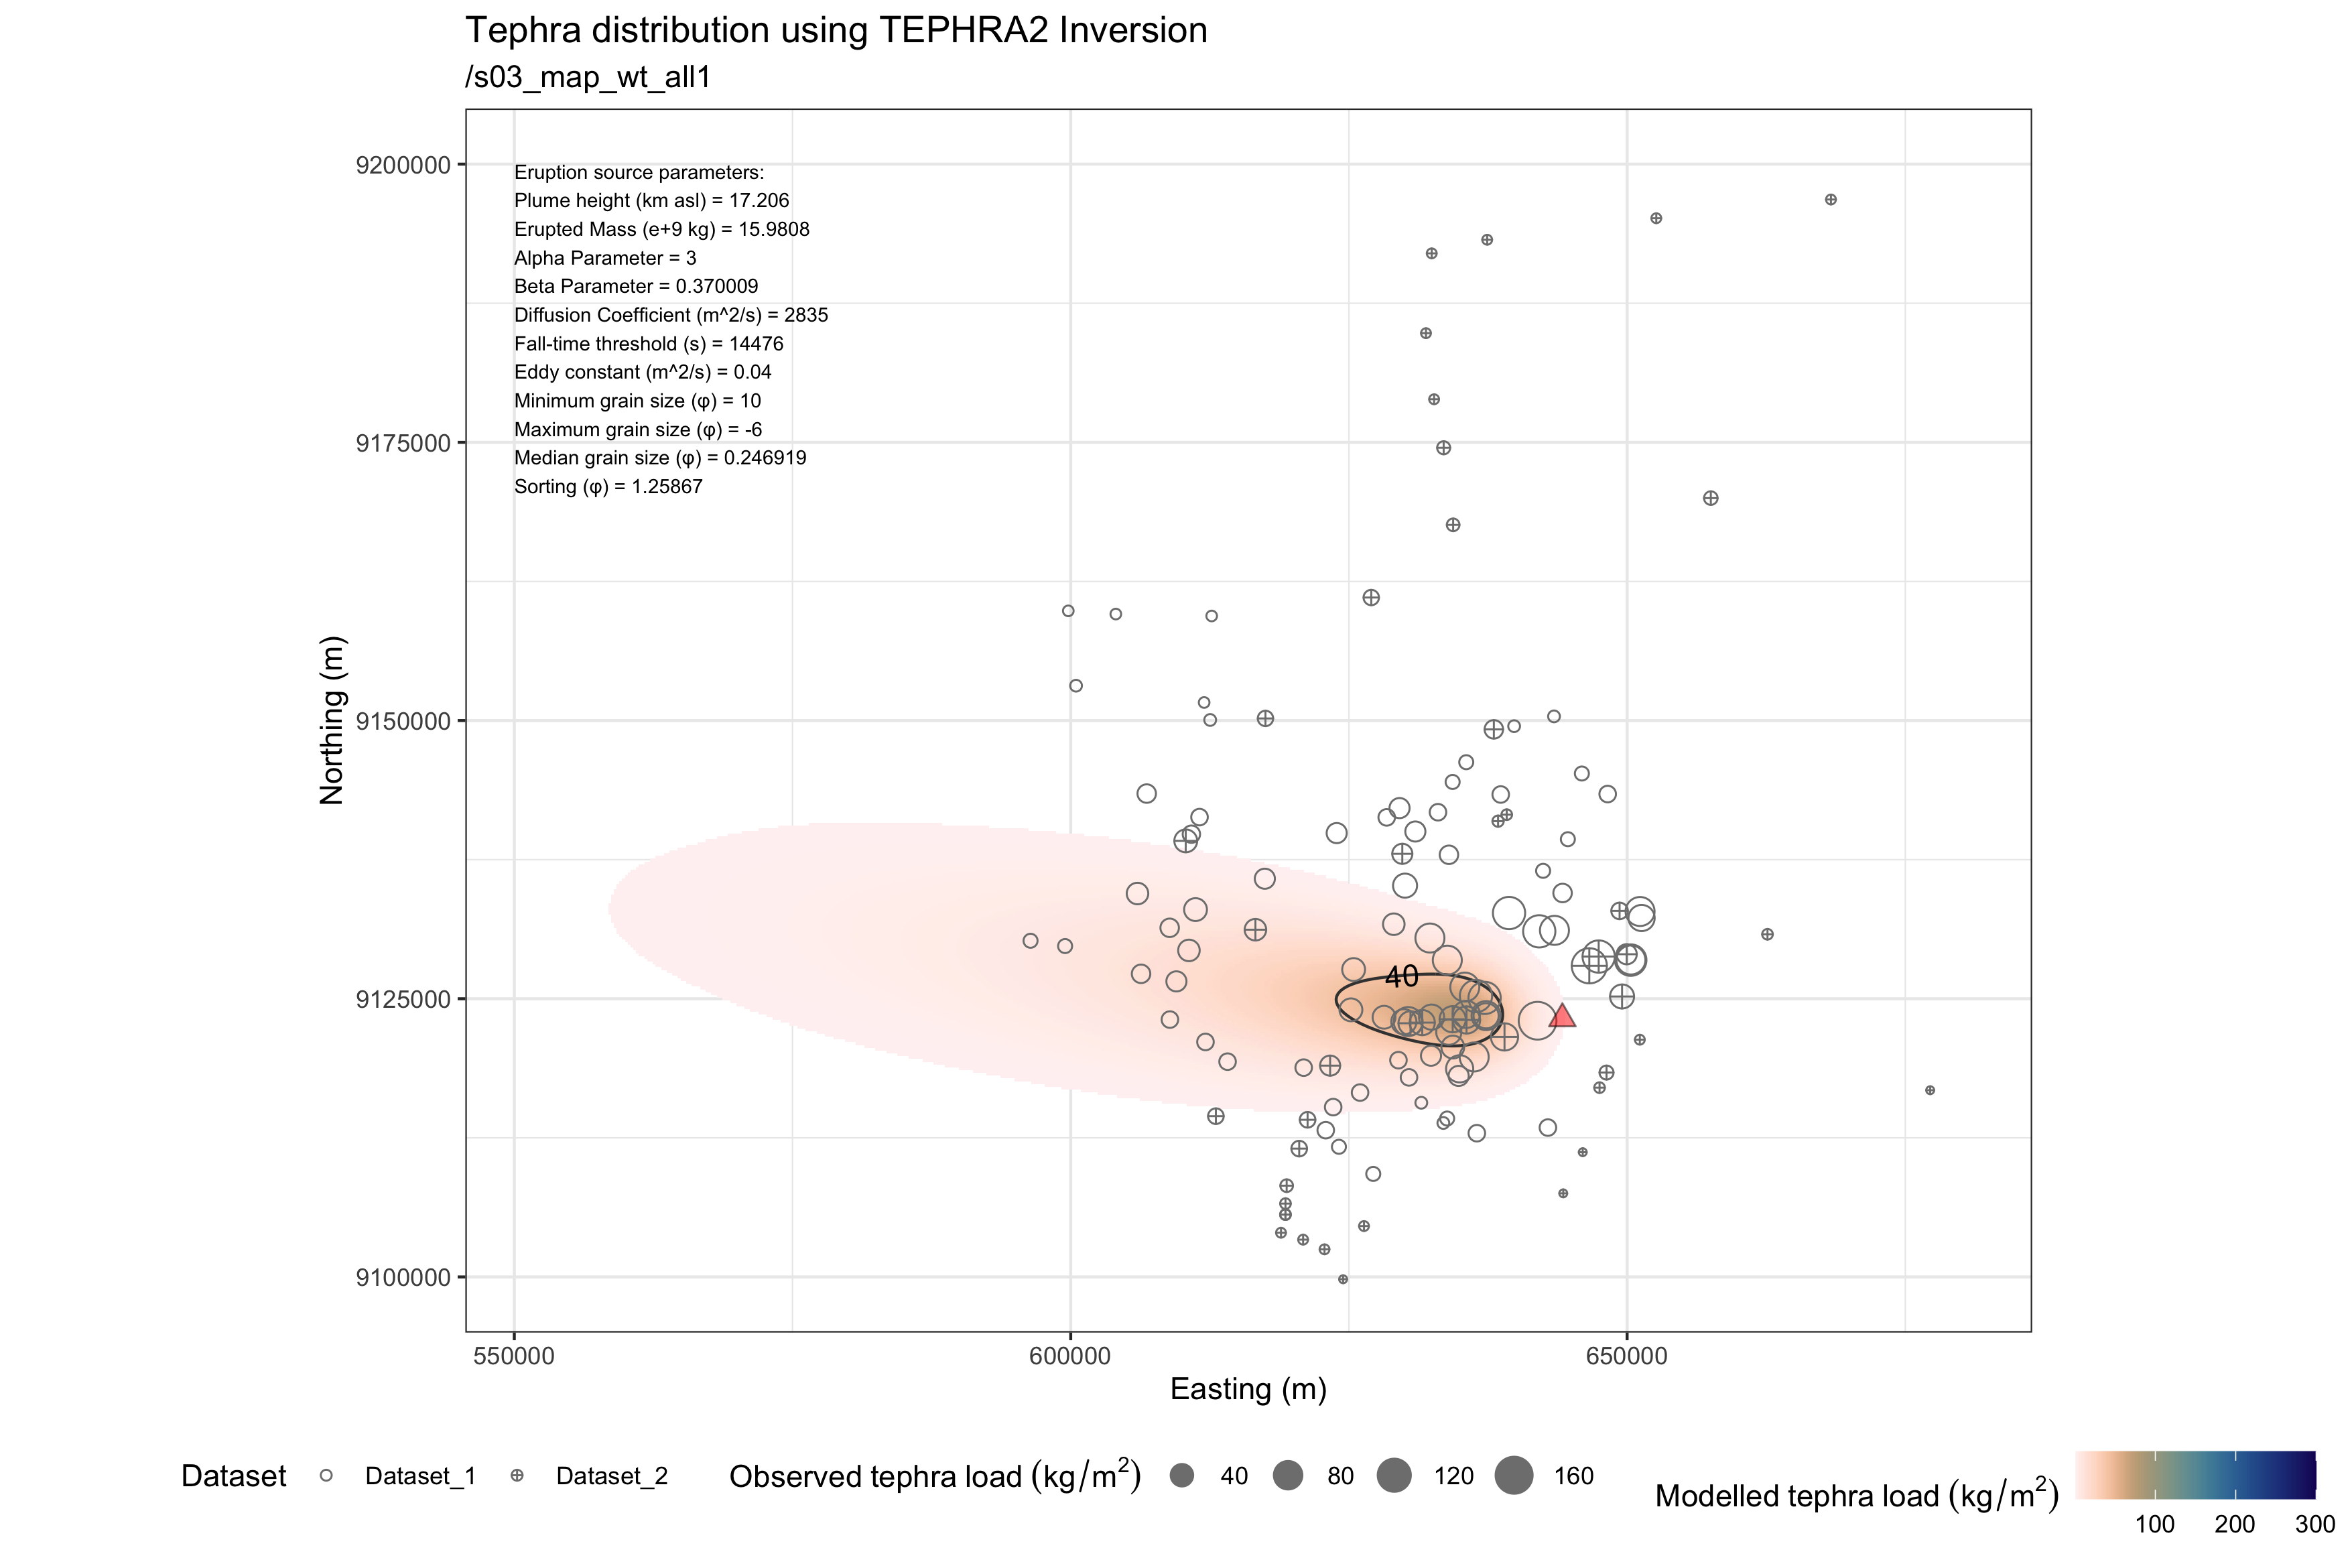 Tephra distribution using TEPHRA2 Inversion
/s03_map_wt_all1
Eruption source parameters:
Plume height (km asl) = 17.206
Erupted Mass (e+9 kg) = 15.9808
Alpha Parameter = 3
Beta Parameter = 0.370009
Diffusion Coefficient (m^2/s) = 2835
Fall-time threshold (s) = 14476
Eddy constant (m^2/s) = 0.04
Minimum grain size (φ) = 10
Maximum grain size (φ) = -6
Median grain size (φ) = 0.246919
Sorting (φ) = 1.25867
Northing (m)
9200000
9175000
9150000
9125000
9100000
40
550000 600000 650000
Easting (m)
Dataset Dataset_1 Dataset_2 Observed tephra load (kg/m²) 40 80 120 160
Modelled tephra load (kg/m²)
100 200 300